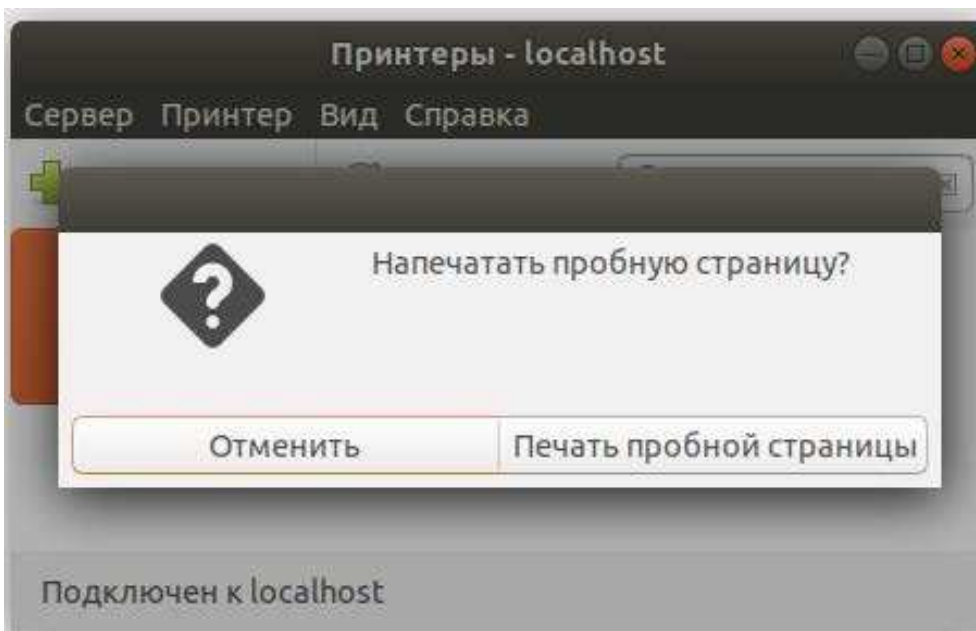 Принтеры - localhost
Сервер Принтер Вид Справка
Напечатать пробную страницу?
Отменить Печать пробной страницы
Подключен к localhost